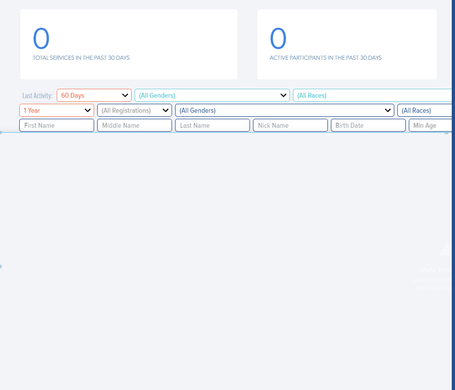 0 0
TOTAL SERVICES IN THE PAST 30 DAYS ACTIVE PARTICIPANTS IN THE PAST 30 DAYS
Last Activity: 60 Days (All Genders) (All Races)
1 Year (All Registrations) (All Genders) (All Races)
First Name Middle Name Last Name Nick Name Birth Date Min Age